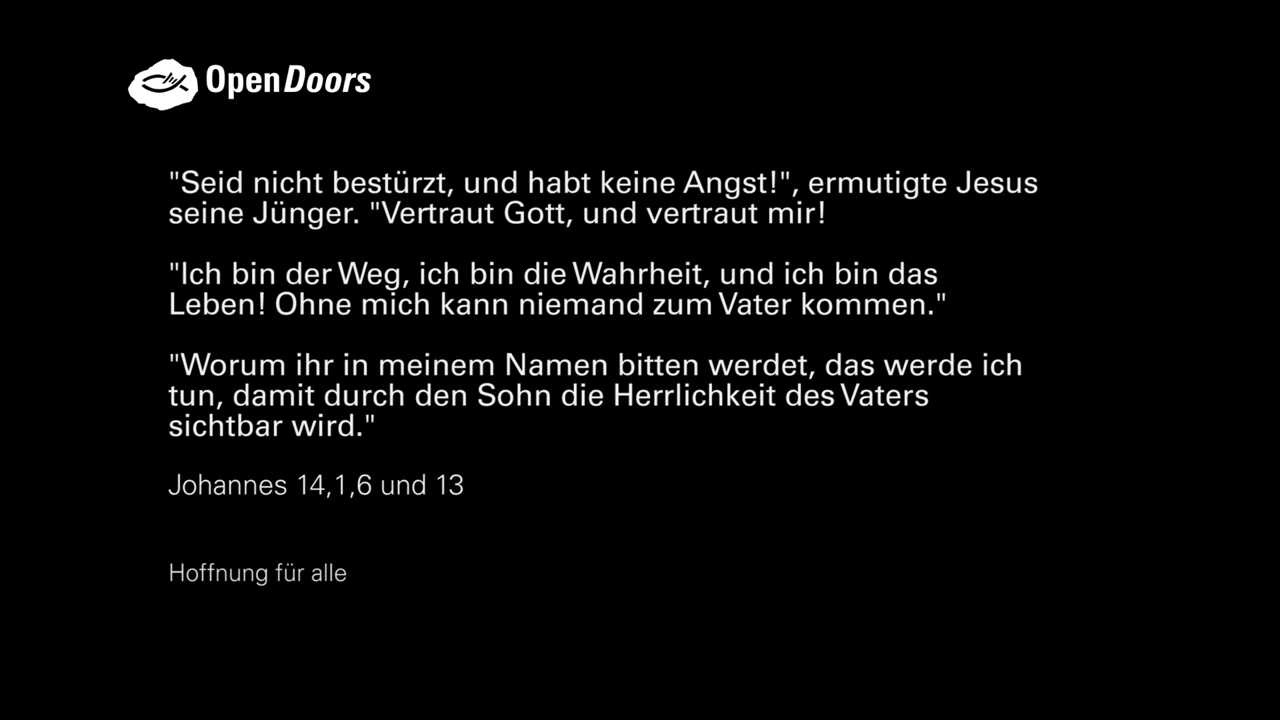 OpenDoors
"Seid nicht bestürzt, und habt keine Angst!", ermutigte Jesus
seine Jünger. "Vertraut Gott, und vertraut mir!
"Ich bin der Weg, ich bin die Wahrheit, und ich bin das
Leben! Ohne mich kann niemand zum Vater kommen."
"Worum ihr in meinem Namen bitten werdet, das werde ich
tun, damit durch den Sohn die Herrlichkeit des Vaters
sichtbar wird."
Johannes 14,1,6 und 13
Hoffnung für alle